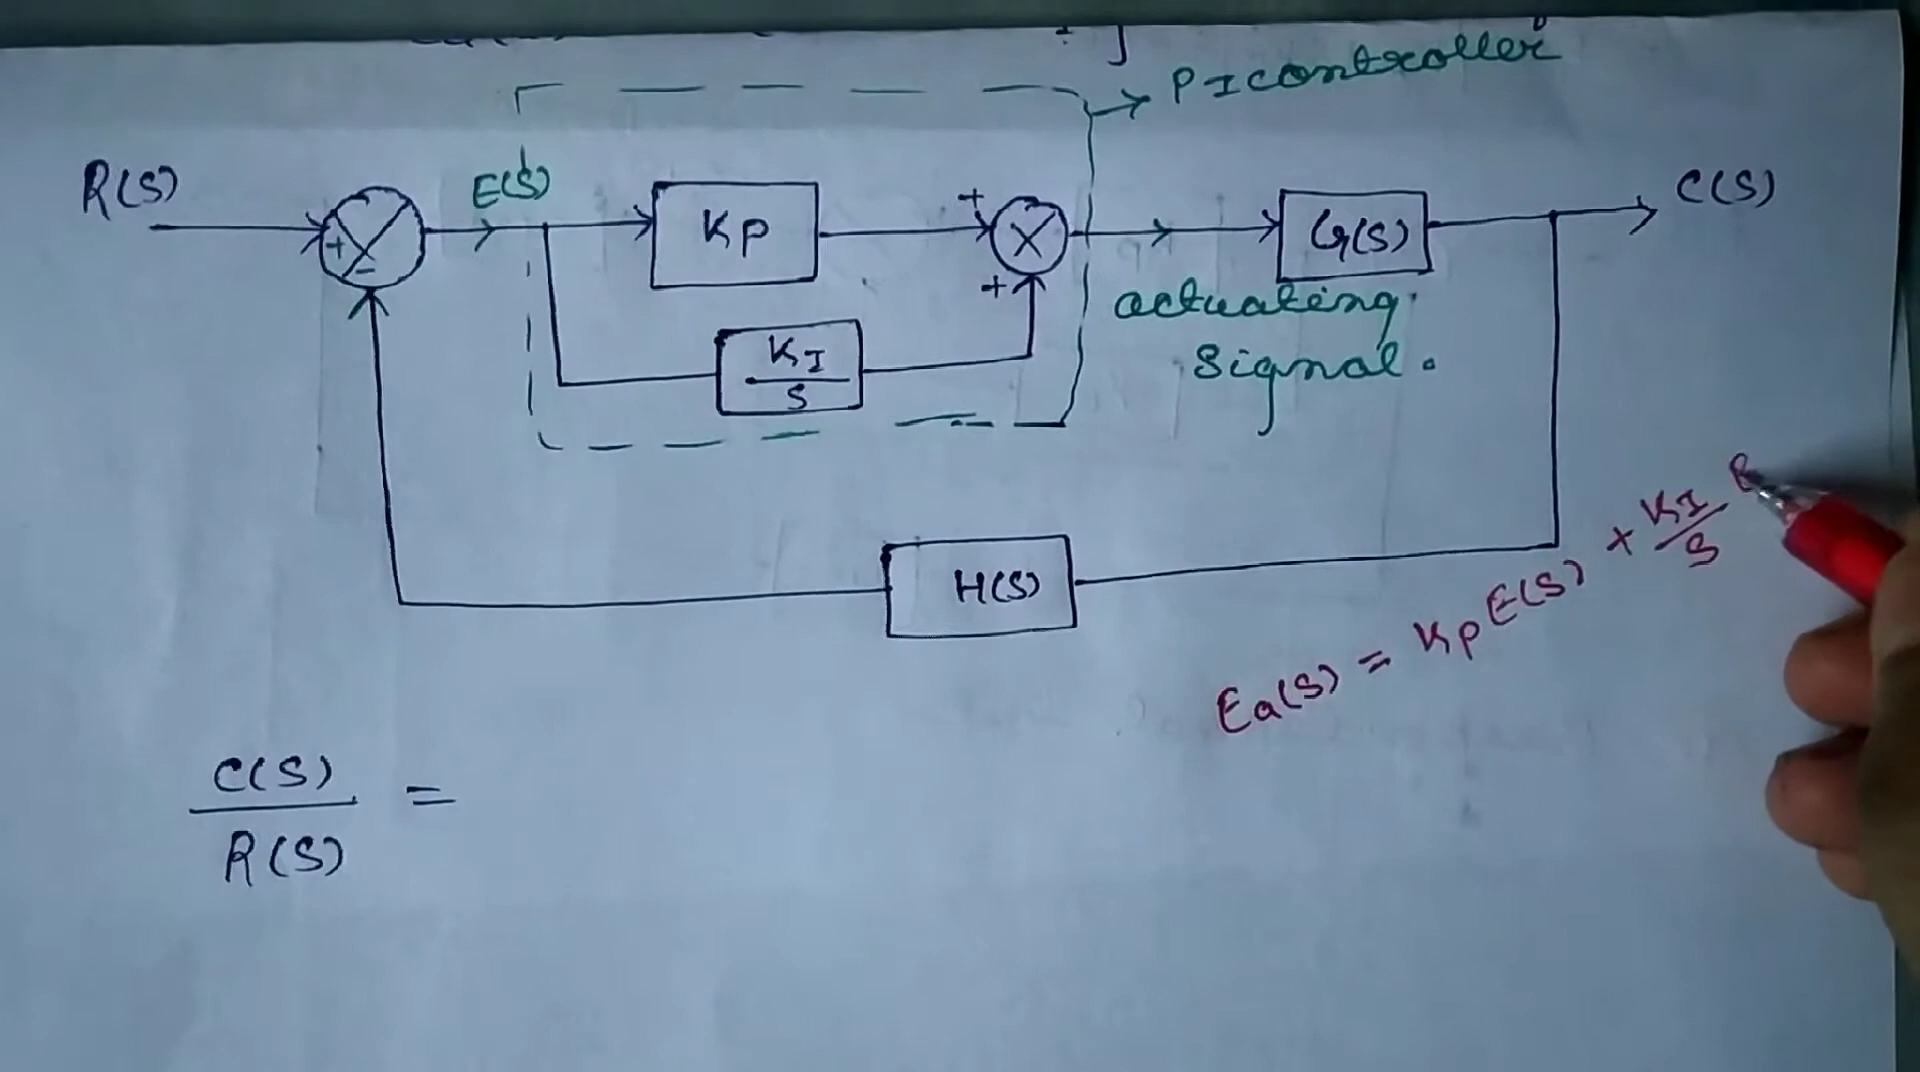 PI controller
R(S)
E(S)
+
-
KP
+
+
G(S)
C(S)
actuating
signal.
KI
S
H(S)
Ea(S) = KP E(S) + KI/S
C(S)
R(S)
=